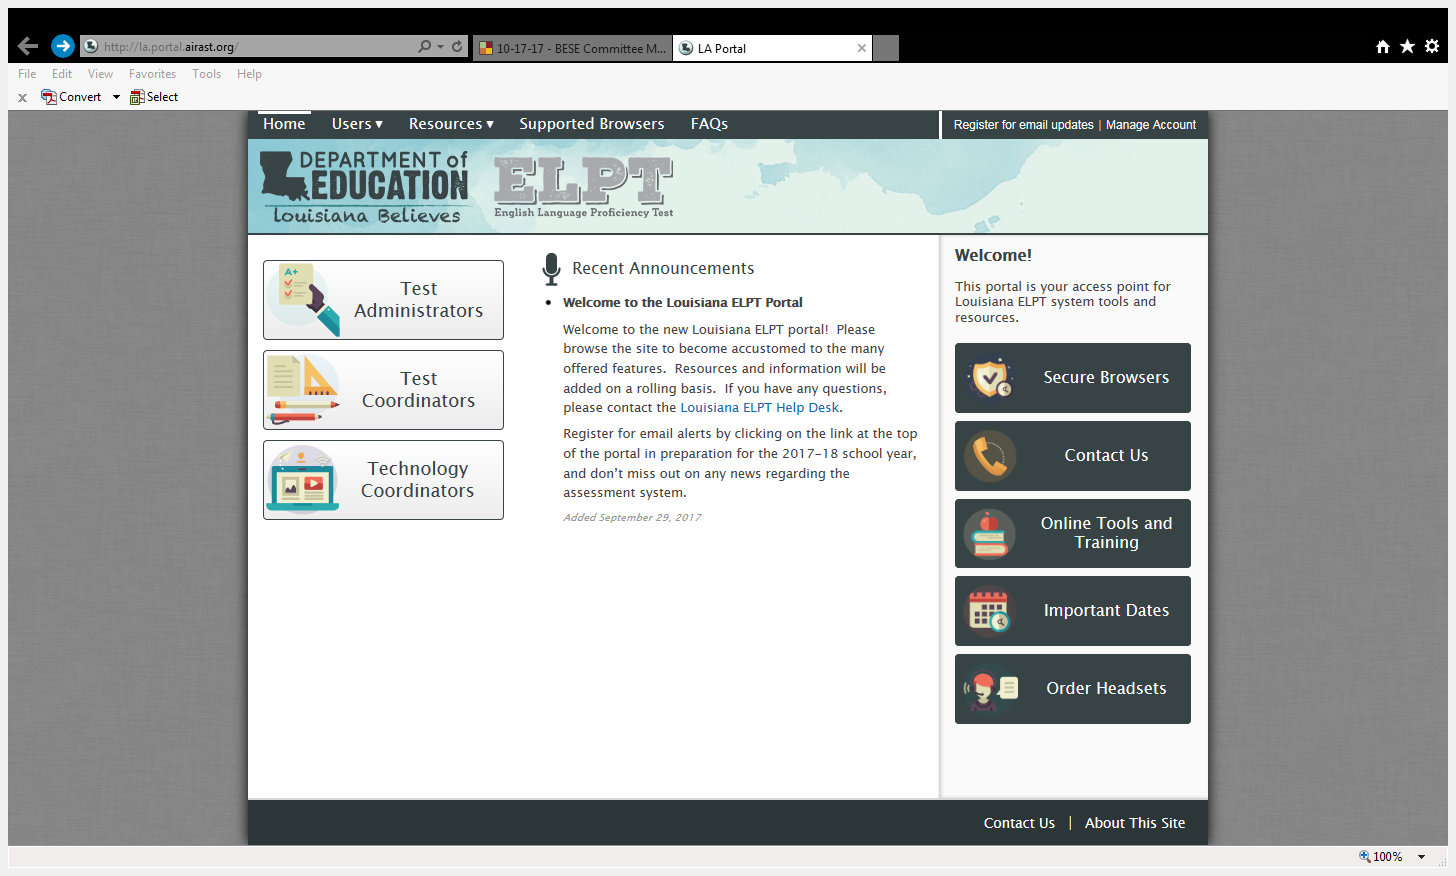 http://la.portal.airast.org/
10-17-17 - BESE Committee M...
LA Portal
File Edit View Favorites Tools Help
x Convert Select
Home Users ▾ Resources ▾ Supported Browsers FAQs
Register for email updates | Manage Account
DEPARTMENT of
EDUCATION
Louisiana Believes
ELPT
English Language Proficiency Test
A+
Test
Administrators
Test
Coordinators
Technology
Coordinators
Recent Announcements
• Welcome to the Louisiana ELPT Portal
Welcome to the new Louisiana ELPT portal! Please
browse the site to become accustomed to the many
offered features. Resources and information will be
added on a rolling basis. If you have any questions,
please contact the Louisiana ELPT Help Desk.
Register for email alerts by clicking on the link at the top
of the portal in preparation for the 2017-18 school year,
and don't miss out on any news regarding the
assessment system.
Added September 29, 2017
Welcome!
This portal is your access point for
Louisiana ELPT system tools and
resources.
Secure Browsers
Contact Us
Online Tools and
Training
Important Dates
Order Headsets
Contact Us | About This Site
100%